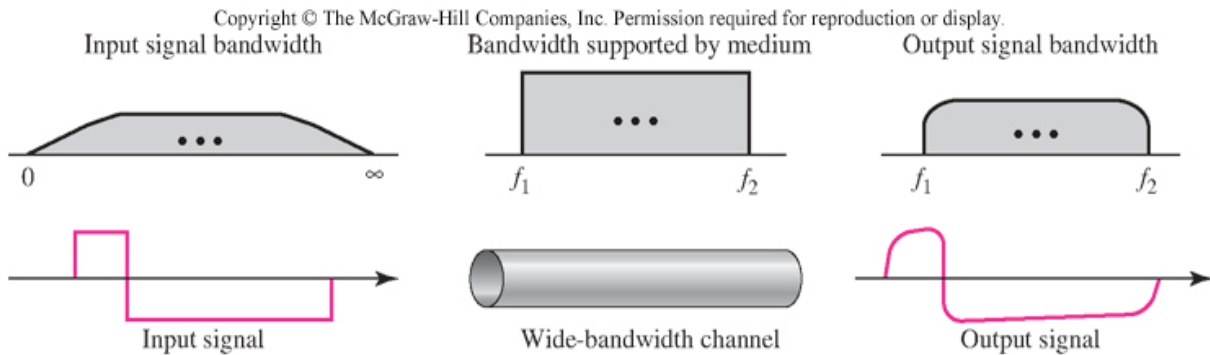 Copyright © The McGraw-Hill Companies, Inc. Permission required for reproduction or display.
Input signal bandwidth
Bandwidth supported by medium
Output signal bandwidth
0
∞
f1
f2
f1
f2
Input signal
Wide-bandwidth channel
Output signal